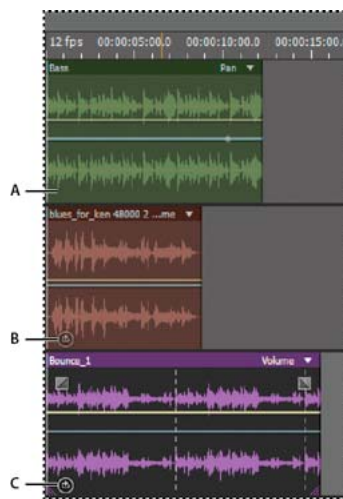 12 fps 00:00:05:00.0 00:00:10:00.0 00:00:15:00.
Bass Pan
A
blues_for_ken 48000 2 ...me
B
Bounce_1 Volume
C